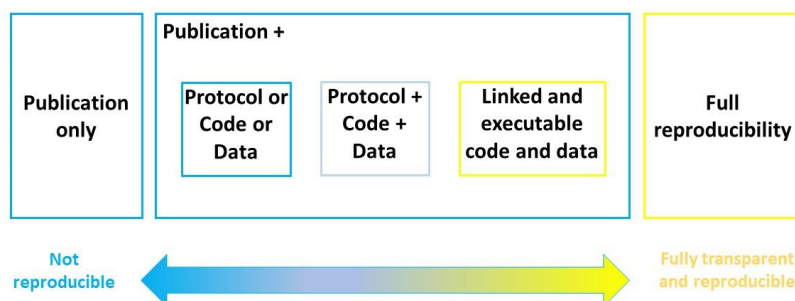 Publication
only
Publication +
Protocol or
Code or
Data
Protocol +
Code +
Data
Linked and
executable
code and data
Full
reproducibility
Not
reproducible
Fully transparent
and reproducible